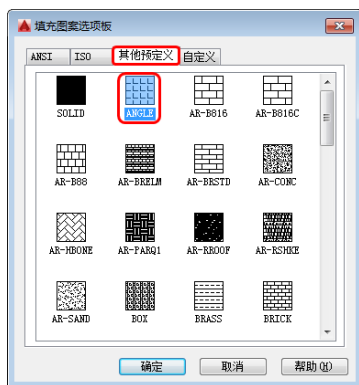 填充图案选项板
ANSI ISO 其他预定义 自定义
SOLID ANGLE AR-B816 AR-B816C
AR-B88 AR-BRELM AR-BRSTD AR-CONC
AR-HBONE AR-PARQ1 AR-RROOF AR-RSHKE
AR-SAND BOX BRASS BRICK
确定 取消 帮助(H)